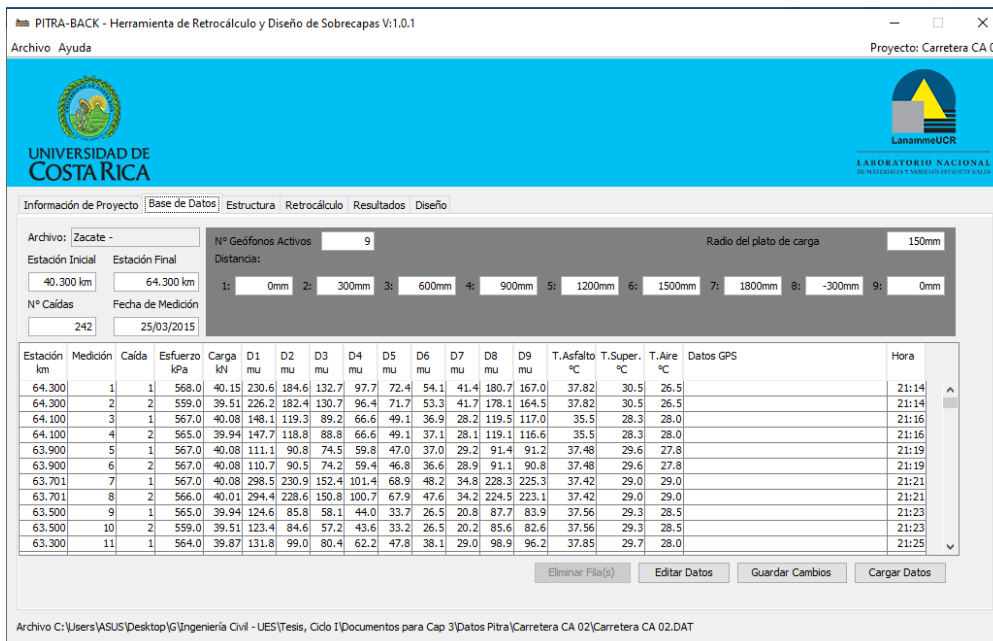 PITRA-BACK - Herramienta de Retrocálculo y Diseño de Sobrecapas V:1.0.1
Archivo Ayuda Proyecto: Carretera CA 0
UNIVERSIDAD DE
COSTA RICA
LanammeUCR
LABORATORIO NACIONAL
DE MATERIALES Y MODELOS ESTRUCTURALES
Información de Proyecto Base de Datos Estructura Retrocálculo Resultados Diseño
Archivo: Zacate - Nº Geófonos Activos 9 Radio del plato de carga 150mm
Estación Inicial Estación Final Distancia:
40.300 km 64.300 km 1: 0mm 2: 300mm 3: 600mm 4: 900mm 5: 1200mm 6: 1500mm 7: 1800mm 8: -300mm 9: 0mm
Nº Caídas Fecha de Medición
242 25/03/2015
Estación Medición Caída Esfuerzo Carga D1 D2 D3 D4 D5 D6 D7 D8 D9 T.Asfalto T.Super. T.Aire Datos GPS Hora
km kPa kN mu mu mu mu mu mu mu mu mu ºC ºC ºC
64.300 1 1 568.0 40.15 230.6 184.6 132.7 97.7 72.4 54.1 41.4 180.7 167.0 37.82 30.5 26.5 21:14
64.300 2 2 559.0 39.51 226.2 182.4 130.7 96.4 71.7 53.3 41.7 178.1 164.5 37.82 30.5 26.5 21:14
64.100 3 1 567.0 40.08 148.1 119.3 89.2 66.6 49.1 36.9 28.2 119.5 117.0 35.5 28.3 28.0 21:16
64.100 4 2 565.0 39.94 147.7 118.8 88.8 66.6 49.1 37.1 28.1 119.1 116.6 35.5 28.3 28.0 21:16
63.900 5 1 567.0 40.08 111.1 90.8 74.5 59.8 47.0 37.0 29.2 91.4 91.2 37.48 29.6 27.8 21:19
63.900 6 2 567.0 40.08 110.7 90.5 74.2 59.4 46.8 36.6 28.9 91.1 90.8 37.48 29.6 27.8 21:19
63.701 7 1 567.0 40.08 298.5 230.9 152.4 101.4 68.9 48.2 34.8 228.3 225.3 37.42 29.0 29.0 21:21
63.701 8 2 566.0 40.01 294.4 228.6 150.8 100.7 67.9 47.6 34.2 224.5 223.1 37.42 29.0 29.0 21:21
63.500 9 1 565.0 39.94 124.6 85.8 58.1 44.0 33.7 26.5 20.8 87.7 83.9 37.56 29.3 28.5 21:23
63.500 10 2 559.0 39.51 123.4 84.6 57.2 43.6 33.2 26.5 20.2 85.6 82.6 37.56 29.3 28.5 21:23
63.300 11 1 564.0 39.87 131.8 99.0 80.4 62.2 47.8 38.1 29.0 98.9 96.2 37.85 29.7 28.0 21:25
Eliminar Fila(s) Editar Datos Guardar Cambios Cargar Datos
Archivo C:\Users\ASUS\Desktop\G\Ingeniería Civil - UES\Tesis, Ciclo I\Documentos para Cap 3\Datos Pitra\Carretera CA 02\Carretera CA 02.DAT